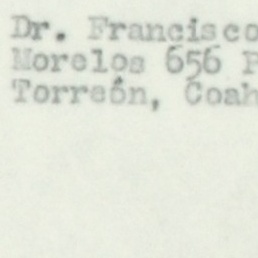 Dr. Francisco
Morelos 656 P
Torreón, Coah